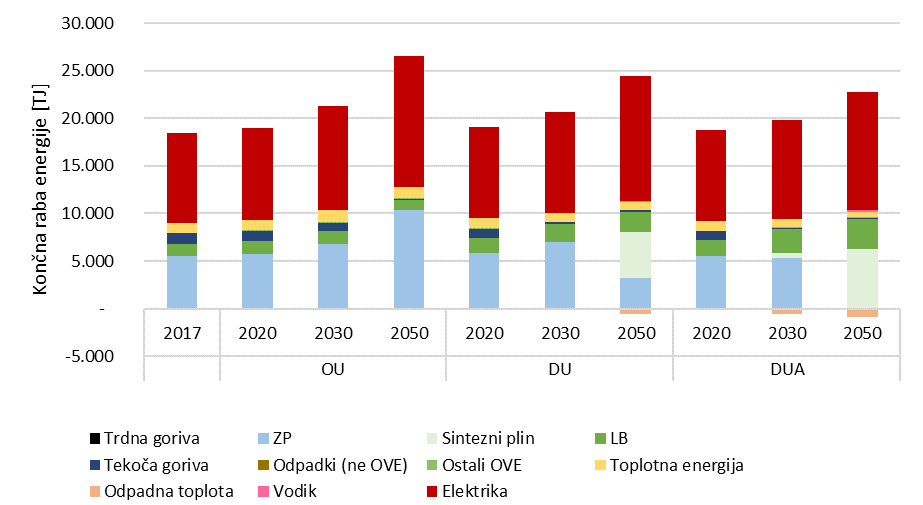 30.000
25.000
20.000
15.000
10.000
5.000
-
-5.000
Končna raba energije [TJ]
2017 2020 2030 2050 2020 2030 2050 2020 2030 2050
OU DU DUA
Trdna goriva ZP Sintezni plin LB
Tekoča goriva Odpadki (ne OVE) Ostali OVE Toplotna energija
Odpadna toplota Vodik Elektrika